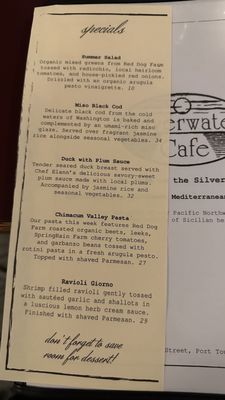 specials
Summer Salad
Organic mixed greens from Red Dog Farm
tossed with radicchio, local heirloom
tomatoes, and house-pickled red onions.
Drizzled with an organic arugula
pesto vinaigrette. 10
Miso Black Cod
Delicate black cod from the cold
waters of Washington is baked and
complemented by an umami-rich miso
glaze. Served over fragrant jasmine
rice alongside seasonal vegetables. 34
Duck with Plum Sauce
Tender seared duck breast served with
Chef Elann's delicious savory-sweet
plum sauce made with local plums.
Accompanied by jasmine rice and
seasonal vegetables. 32
Chimacum Valley Pasta
Our pasta this week features Red Dog
Farm roasted organic beets, leeks,
SpringRain Farm cherry tomatoes,
and garbanzo beans tossed with
rotini pasta in a fresh arugula pesto.
Topped with shaved Parmesan. 27
Ravioli Giorno
Shrimp filled ravioli gently tossed
with sautéed garlic and shallots in
a luscious lemon herb cream sauce.
Finished with shaved Parmesan. 29
don't forget to save
room for dessert!
erwate
Cafe
the Silver
Mediterranean
Pacific Northwe
of Sicilian he
Street, Port Tow